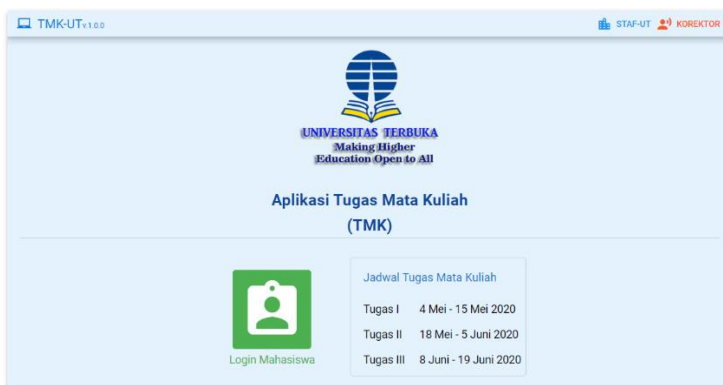 TMK-UT v.1.0.0
STAF-UT KOREKTOR
UNIVERSITAS TERBUKA
Making Higher
Education Open to All
Aplikasi Tugas Mata Kuliah
(TMK)
Login Mahasiswa
Jadwal Tugas Mata Kuliah
Tugas I 4 Mei - 15 Mei 2020
Tugas II 18 Mei - 5 Juni 2020
Tugas III 8 Juni - 19 Juni 2020